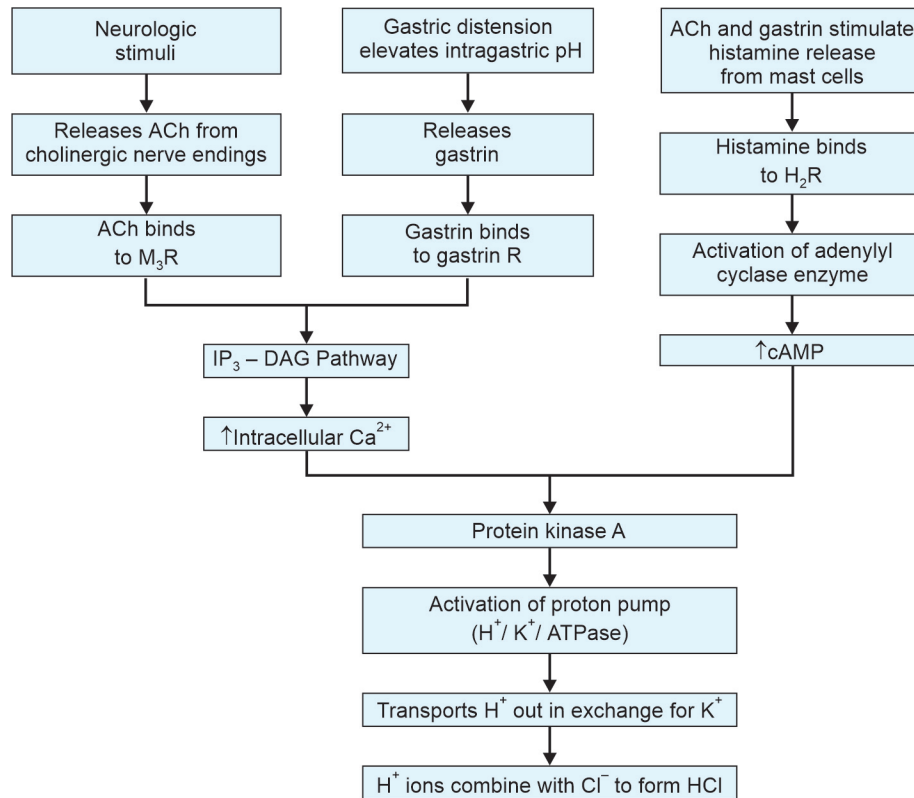 Neurologic
stimuli
Releases ACh from
cholinergic nerve endings
ACh binds
to M₃R
Gastric distension
elevates intragastric pH
Releases
gastrin
Gastrin binds
to gastrin R
IP₃ – DAG Pathway
↑Intracellular Ca²⁺
ACh and gastrin stimulate
histamine release
from mast cells
Histamine binds
to H₂R
Activation of adenylyl
cyclase enzyme
↑cAMP
Protein kinase A
Activation of proton pump
(H⁺/ K⁺/ ATPase)
Transports H⁺ out in exchange for K⁺
H⁺ ions combine with Cl⁻ to form HCl